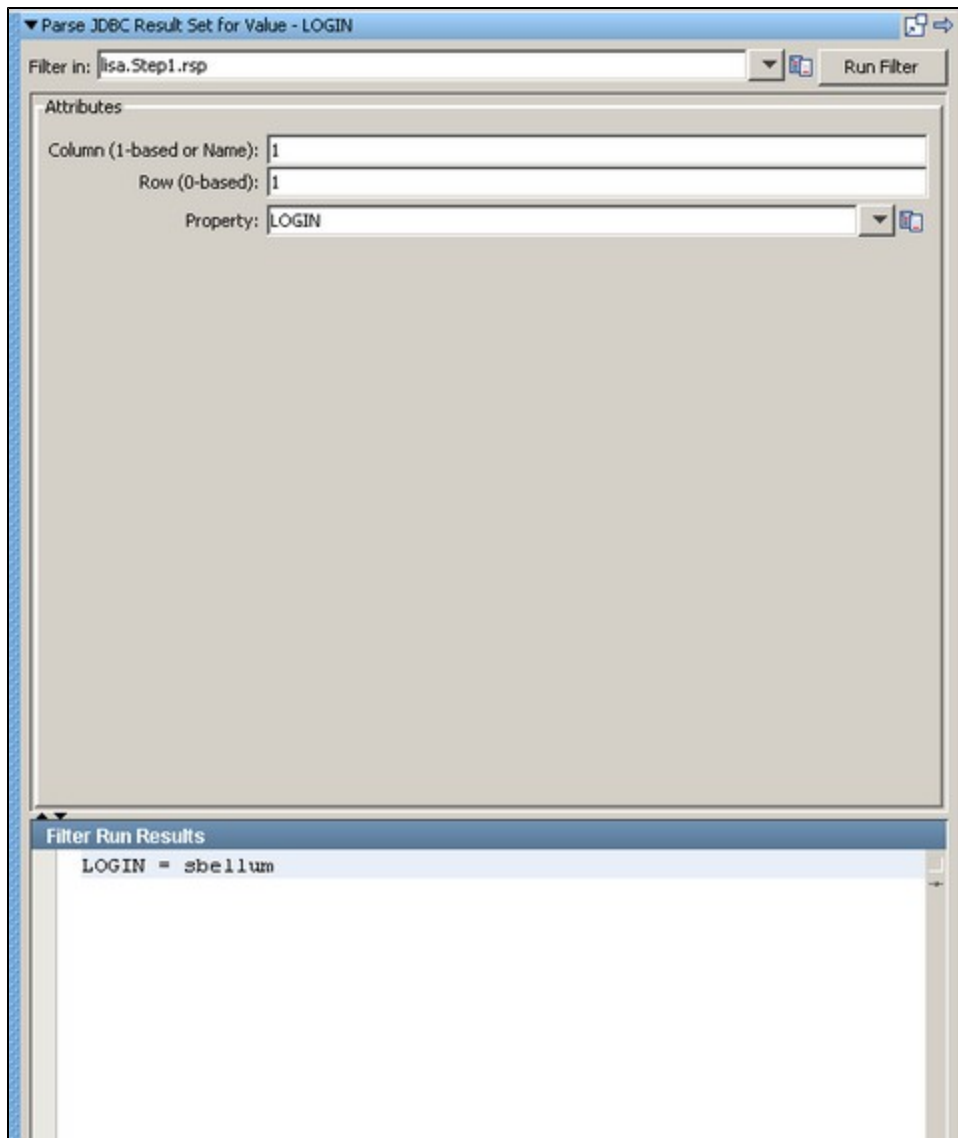 Parse JDBC Result Set for Value - LOGIN
Filter in: lisa.Step1.rsp Run Filter
Attributes
Column (1-based or Name): 1
Row (0-based): 1
Property: LOGIN
Filter Run Results
LOGIN = sbellum